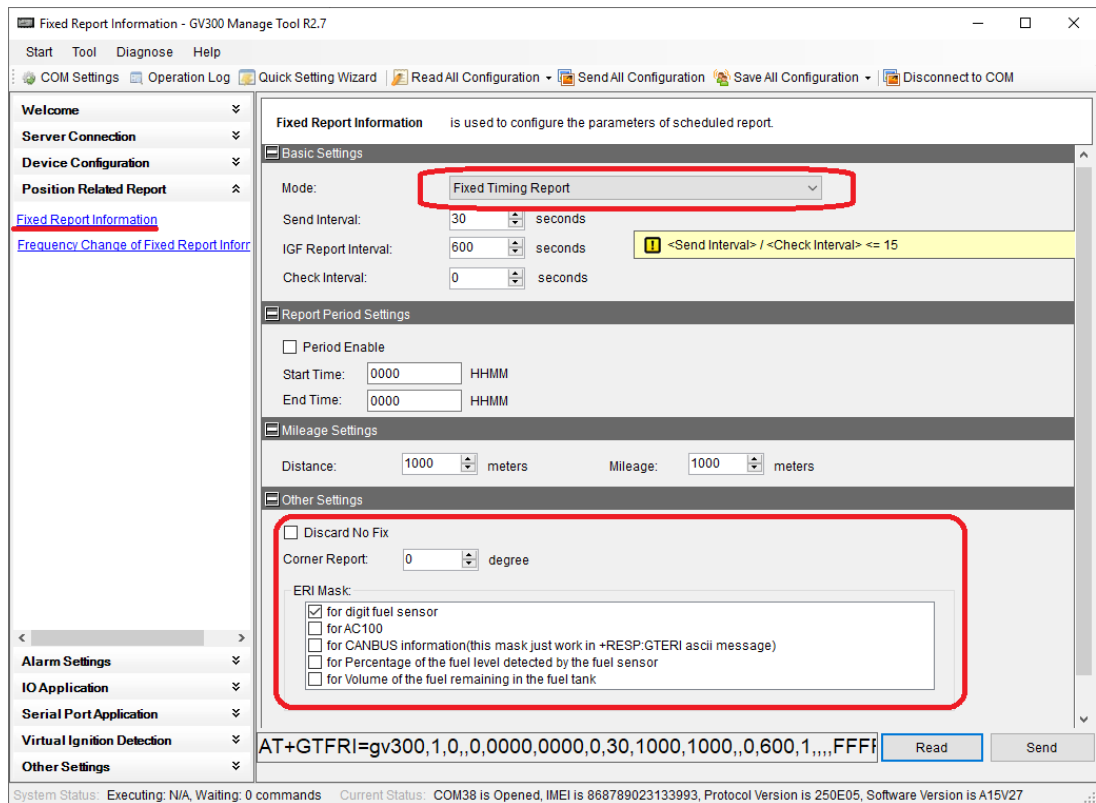 Fixed Report Information - GV300 Manage Tool R2.7
Start Tool Diagnose Help
COM Settings Operation Log Quick Setting Wizard Read All Configuration Send All Configuration Save All Configuration Disconnect to COM
Welcome
Server Connection
Device Configuration
Position Related Report
Fixed Report Information
Frequency Change of Fixed Report Inforr
Alarm Settings
IO Application
Serial Port Application
Virtual Ignition Detection
Other Settings
Fixed Report Information is used to configure the parameters of scheduled report.
Basic Settings
Mode: Fixed Timing Report
Send Interval: 30 seconds
IGF Report Interval: 600 seconds
<Send Interval> / <Check Interval> <= 15
Check Interval: 0 seconds
Report Period Settings
Period Enable
Start Time: 0000 HHMM
End Time: 0000 HHMM
Mileage Settings
Distance: 1000 meters Mileage: 1000 meters
Other Settings
Discard No Fix
Corner Report: 0 degree
ERI Mask:
for digit fuel sensor
for AC100
for CANBUS information(this mask just work in +RESP:GTERI ascii message)
for Percentage of the fuel level detected by the fuel sensor
for Volume of the fuel remaining in the fuel tank
AT+GTFRI=gv300,1,0,,0,0000,0000,0,30,1000,1000,,0,600,1,,,,FFFF Read Send
System Status: Executing: N/A, Waiting: 0 commands Current Status: COM38 is Opened, IMEI is 868789023133993, Protocol Version is 250E05, Software Version is A15V27